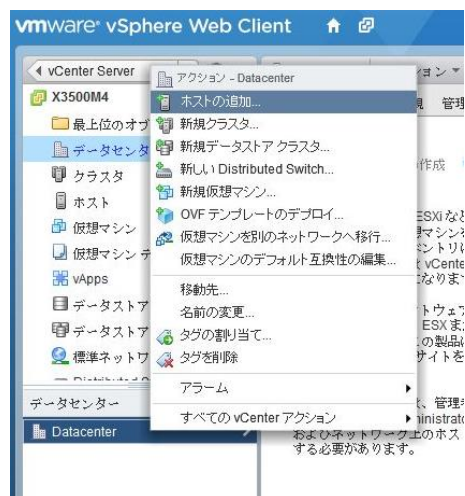 vmware® vSphere Web Client
vCenter Server
X3500M4
最上位のオブ
データセンタ
クラスタ
ホスト
仮想マシン
仮想マシン テ
vApps
データストア
データストア
標準ネットワ
データセンター
Datacenter
アクション - Datacenter
ホストの追加...
新規クラスタ...
新規データストア クラスタ...
新しい Distributed Switch...
新規仮想マシン...
OVF テンプレートのデプロイ...
仮想マシンを別のネットワークへ移行...
仮想マシンのデフォルト互換性の編集...
移動先...
名前の変更...
タグの割り当て...
タグを削除
アラーム
すべての vCenter アクション
ョン
管理
作成
ESXi など
マシンを
ントリに
vCente
になります
トウェア
ESX また
の製品に
サイトを
、管理者
ministrato
およびネットワーク上のホスト
する必要があります。